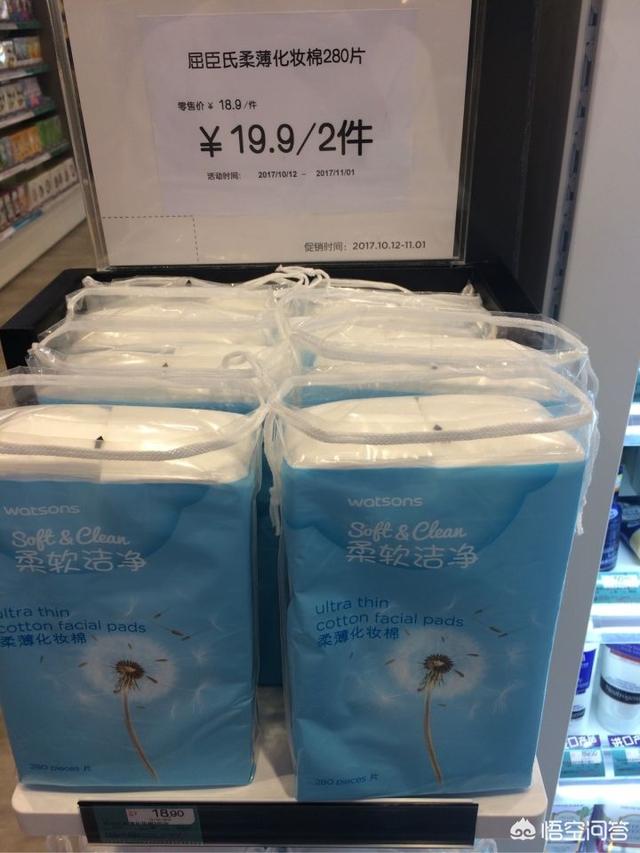 屈臣氏柔薄化妆棉280片
零售价￥ 18.9/件
￥19.9/2件
活动时间： 2017/10/12 － 2017/11/01
促销时间：2017.10.12-11.01
watsons
Soft & Clean
柔软洁净
ultra thin
cotton facial pads
柔薄化妆棉
280 pieces 片
watsons
Soft & Clean
柔软洁净
ultra thin
cotton facial pads
柔薄化妆棉
280 pieces 片
18.90
悟空问答